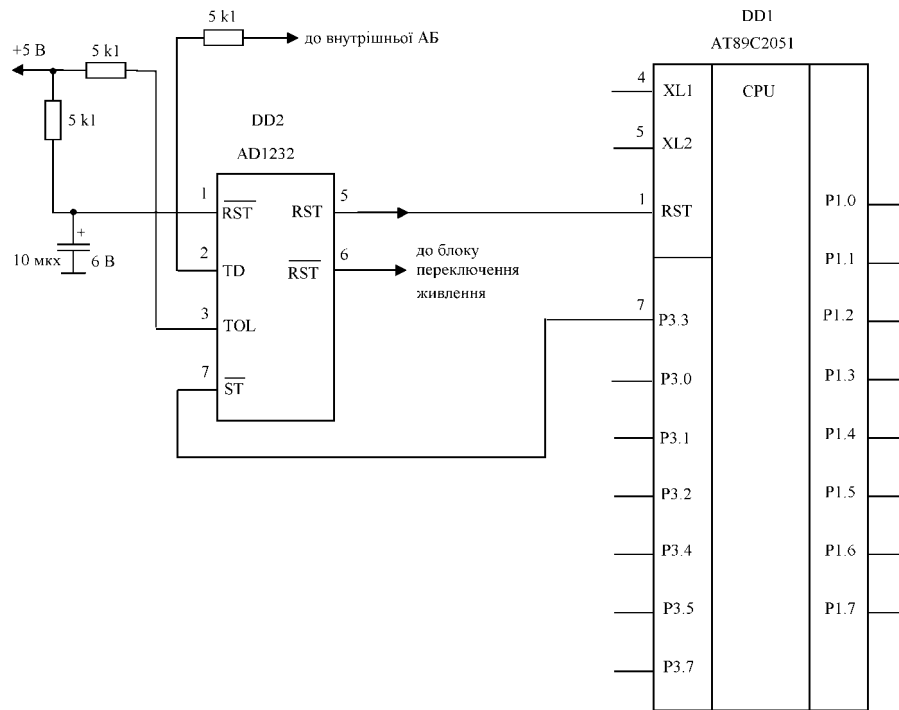 5 k1
до внутрішньої АБ
+5 В
5 k1
5 k1
DD2
AD1232
1
RST
RST
5
10 мкх
+
6 В
2
TD
RST
6
до блоку
переключення
живлення
3
TOL
7
ST
DD1
AT89C2051
CPU
4
XL1
5
XL2
1
RST
7
P3.3
P3.0
P3.1
P3.2
P3.4
P3.5
P3.7
P1.0
P1.1
P1.2
P1.3
P1.4
P1.5
P1.6
P1.7